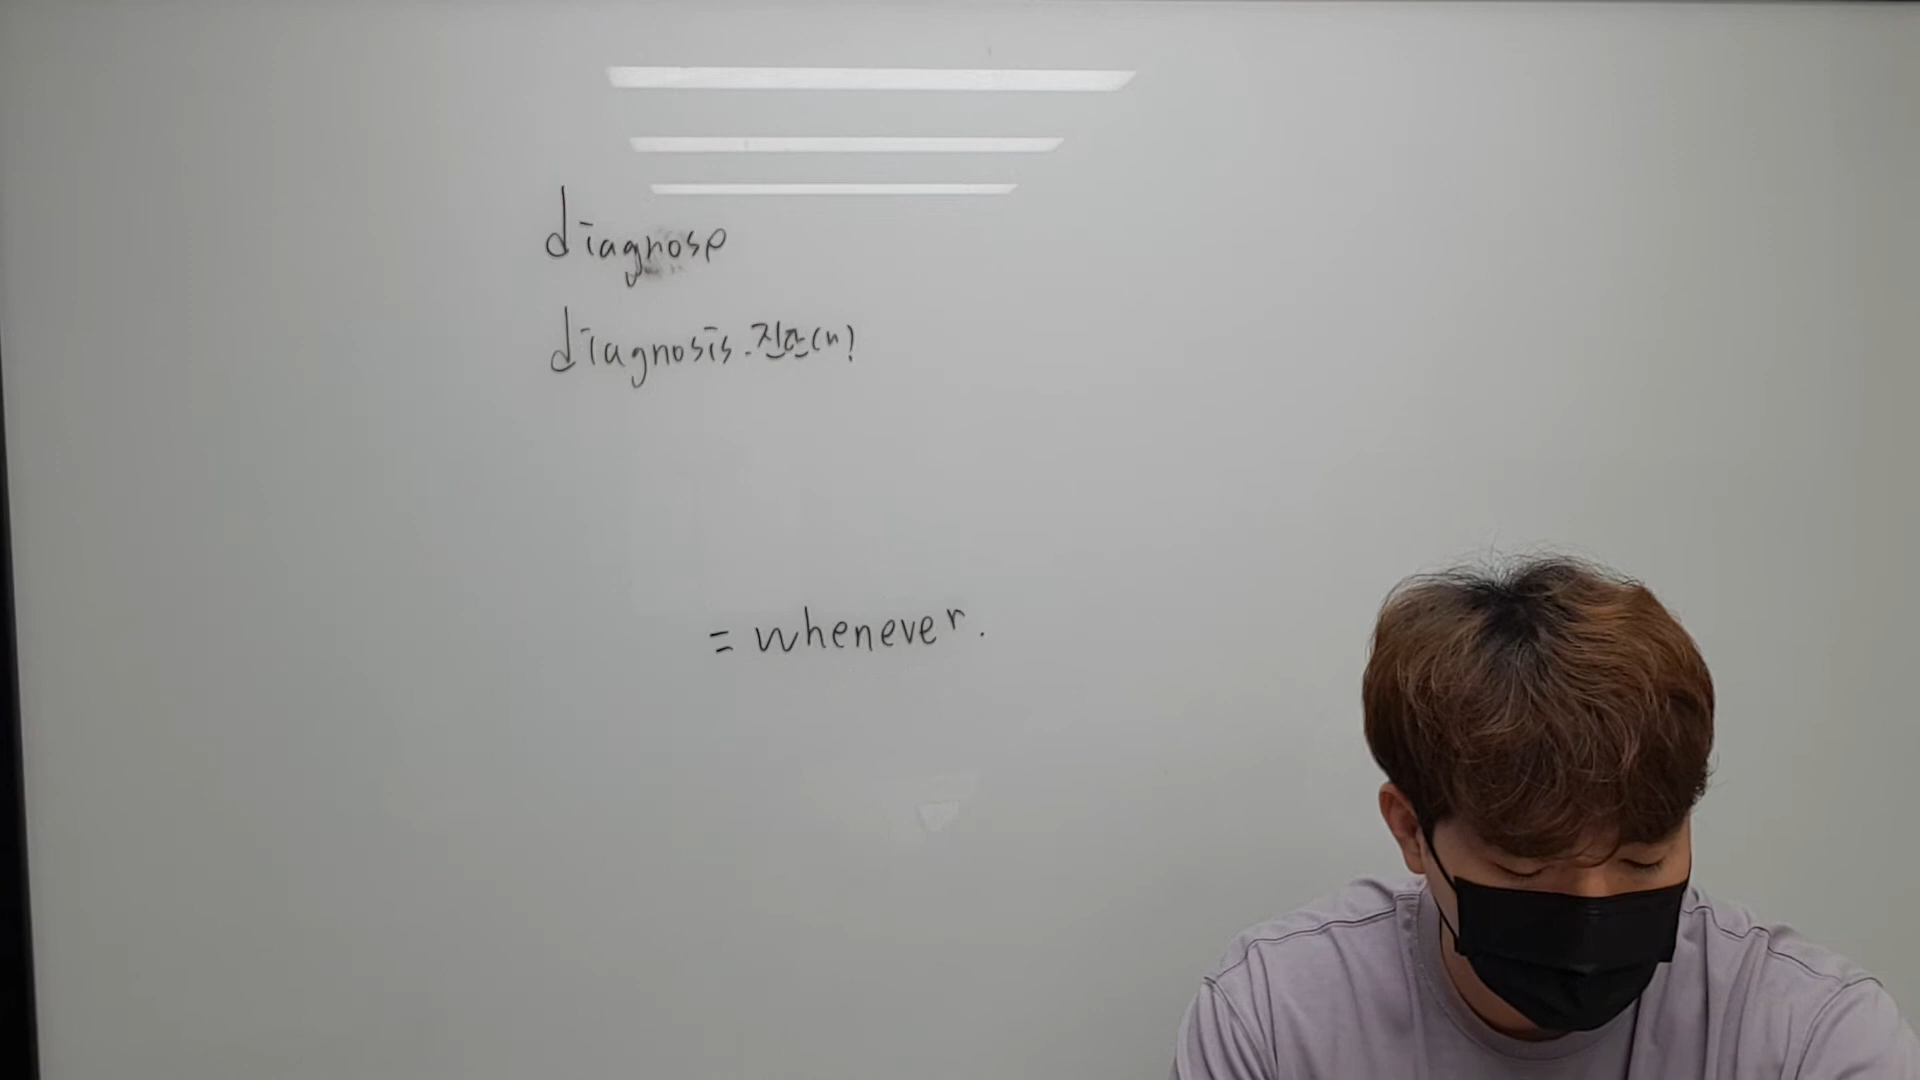 diagnose
diagnosis. 진단(n)
= whenever.